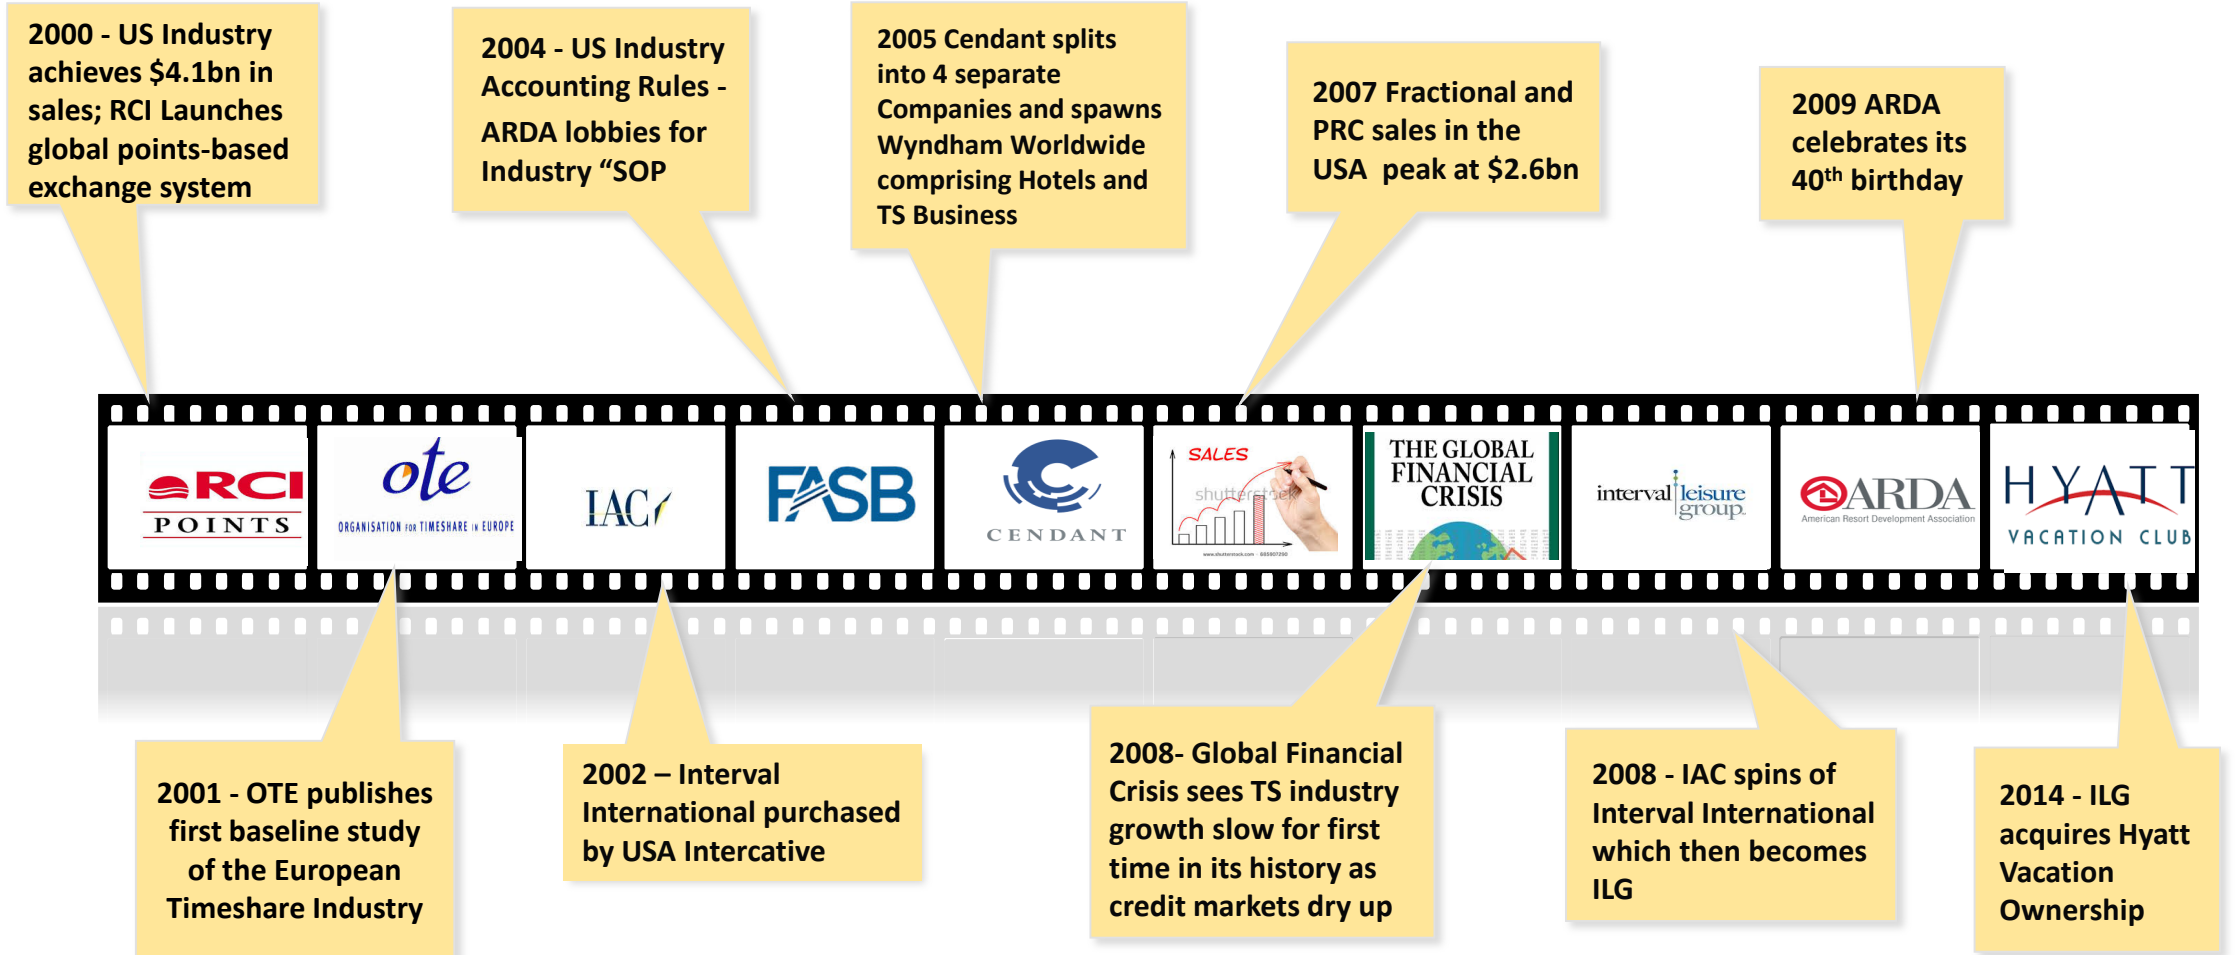 2000 - US Industry
achieves $4.1bn in
sales; RCI Launches
global points-based
exchange system
2004 - US Industry
Accounting Rules -
ARDA lobbies for
Industry “SOP
2005 Cendant splits
into 4 separate
Companies and spawns
Wyndham Worldwide
comprising Hotels and
TS Business
2007 Fractional and
PRC sales in the
USA peak at $2.6bn
2009 ARDA
celebrates its
40th birthday
RCI
POINTS
ote
ORGANISATION FOR TIMESHARE IN EUROPE
IAC
FASB
CENDANT
SALES
shutterstock
www.shutterstock.com · 665907290
THE GLOBAL
FINANCIAL
CRISIS
interval leisure
group
ARDA
American Resort Development Association
HYATT
VACATION CLUB
2001 - OTE publishes
first baseline study
of the European
Timeshare Industry
2002 – Interval
International purchased
by USA Intercative
2008- Global Financial
Crisis sees TS industry
growth slow for first
time in its history as
credit markets dry up
2008 - IAC spins of
Interval International
which then becomes
ILG
2014 - ILG
acquires Hyatt
Vacation
Ownership